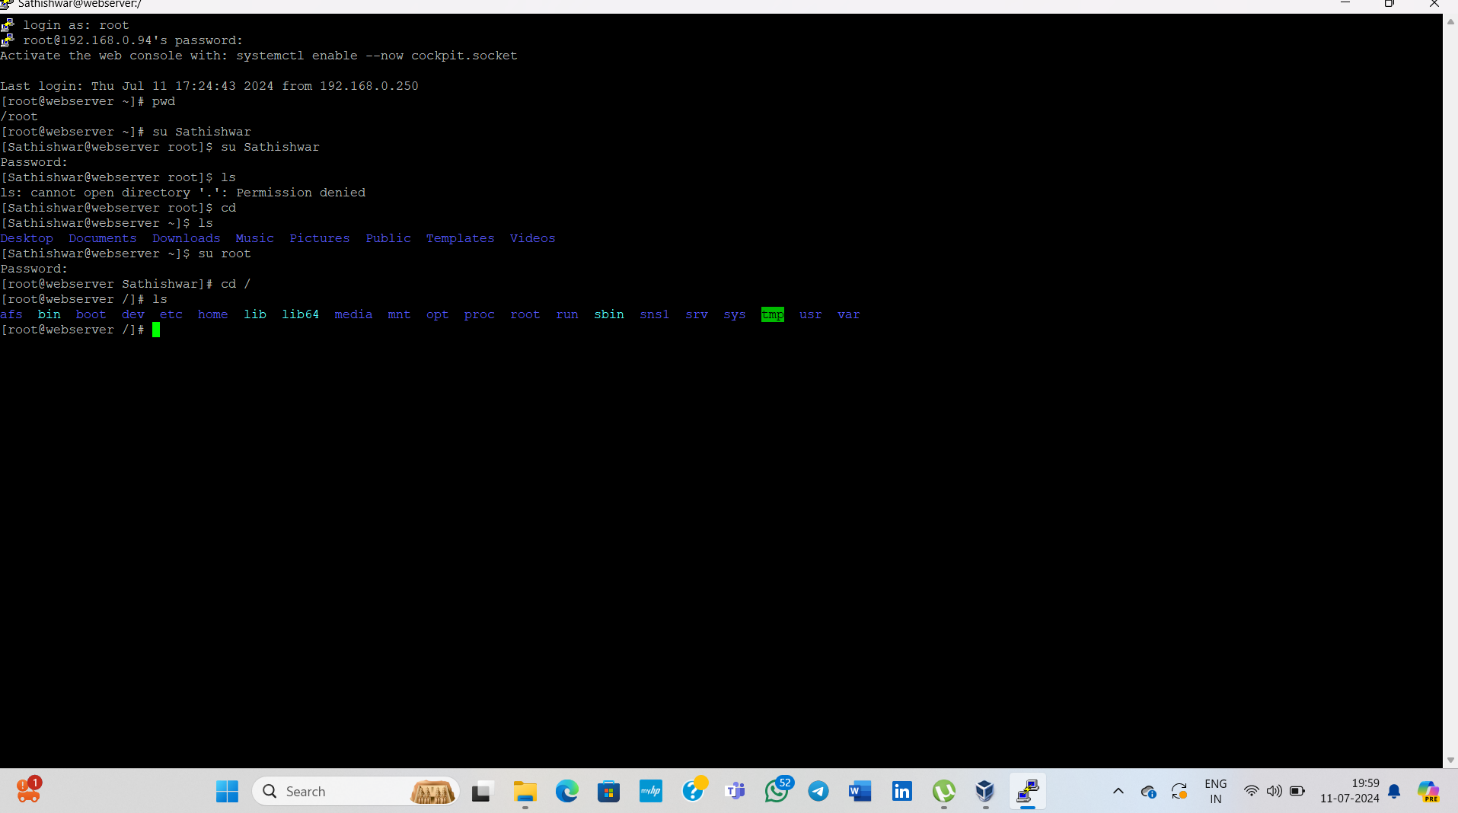 Sathishwar@webserver:/
login as: root
root@192.168.0.94's password:
Activate the web console with: systemctl enable --now cockpit.socket
Last login: Thu Jul 11 17:24:43 2024 from 192.168.0.250
[root@webserver ~]# pwd
/root
[root@webserver ~]# su Sathishwar
[Sathishwar@webserver root]$ su Sathishwar
Password:
[Sathishwar@webserver root]$ ls
ls: cannot open directory '.': Permission denied
[Sathishwar@webserver root]$ cd
[Sathishwar@webserver ~]$ ls
Desktop  Documents  Downloads  Music  Pictures  Public  Templates  Videos
[Sathishwar@webserver ~]$ su root
Password:
[root@webserver Sathishwar]# cd /
[root@webserver /]# ls
afs  bin  boot  dev  etc  home  lib  lib64  media  mnt  opt  proc  root  run  sbin  sns1  srv  sys  tmp  usr  var
[root@webserver /]#
1 Search myhp 52 W in ENG 19:59
IN 11-07-2024 PRE